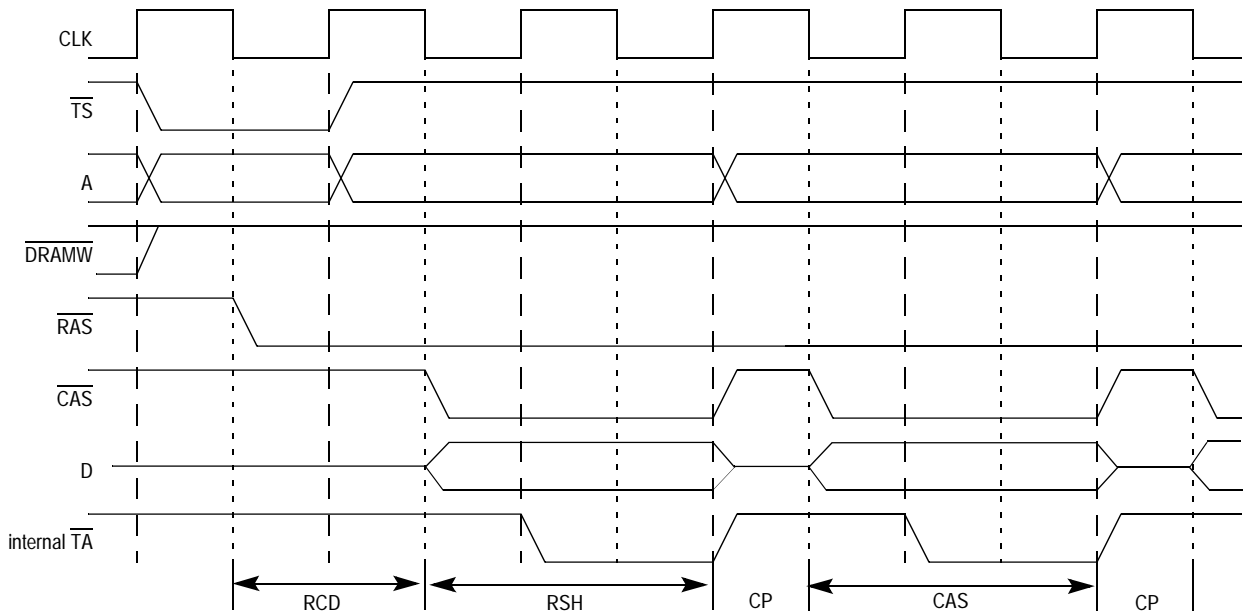 CLK
TS
A
DRAMW
RAS
CAS
D
internal TA
RCD RSH CP CAS CP